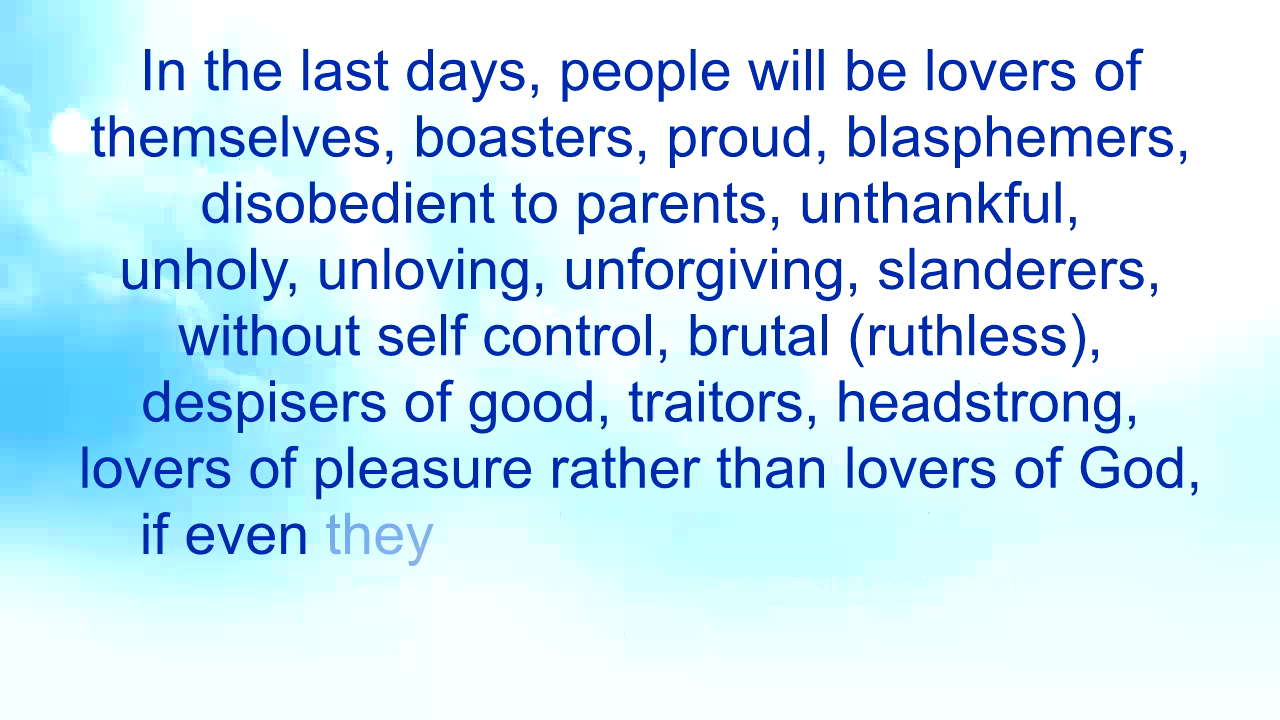 In the last days, people will be lovers of
themselves, boasters, proud, blasphemers,
disobedient to parents, unthankful,
unholy, unloving, unforgiving, slanderers,
without self control, brutal (ruthless),
despisers of good, traitors, headstrong,
lovers of pleasure rather than lovers of God,
if even they